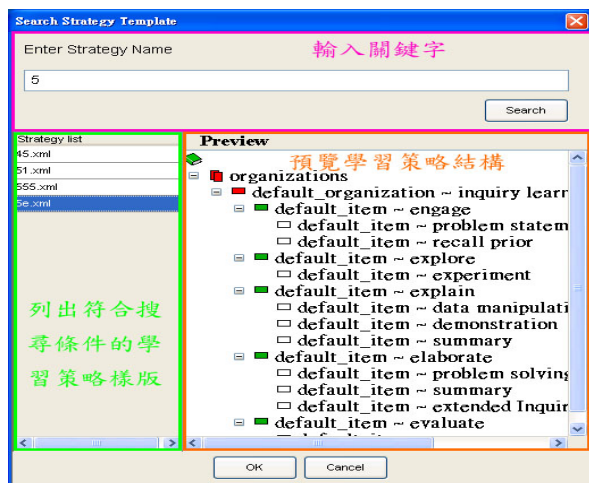 Search Strategy Template
Enter Strategy Name
輸入關鍵字
5
Search
Strategy list
45.xml
51.xml
555.xml
5e.xml
列出符合搜
尋條件的學
習策略樣版
Preview
預覽學習策略結構
organizations
default_organization ~ inquiry learr
default_item ~ engage
default_item ~ problem statem
default_item ~ recall prior
default_item ~ explore
default_item ~ experiment
default_item ~ explain
default_item ~ data manipulati
default_item ~ demonstration
default_item ~ summary
default_item ~ elaborate
default_item ~ problem solving
default_item ~ summary
default_item ~ extended Inquir
default_item ~ evaluate
OK
Cancel